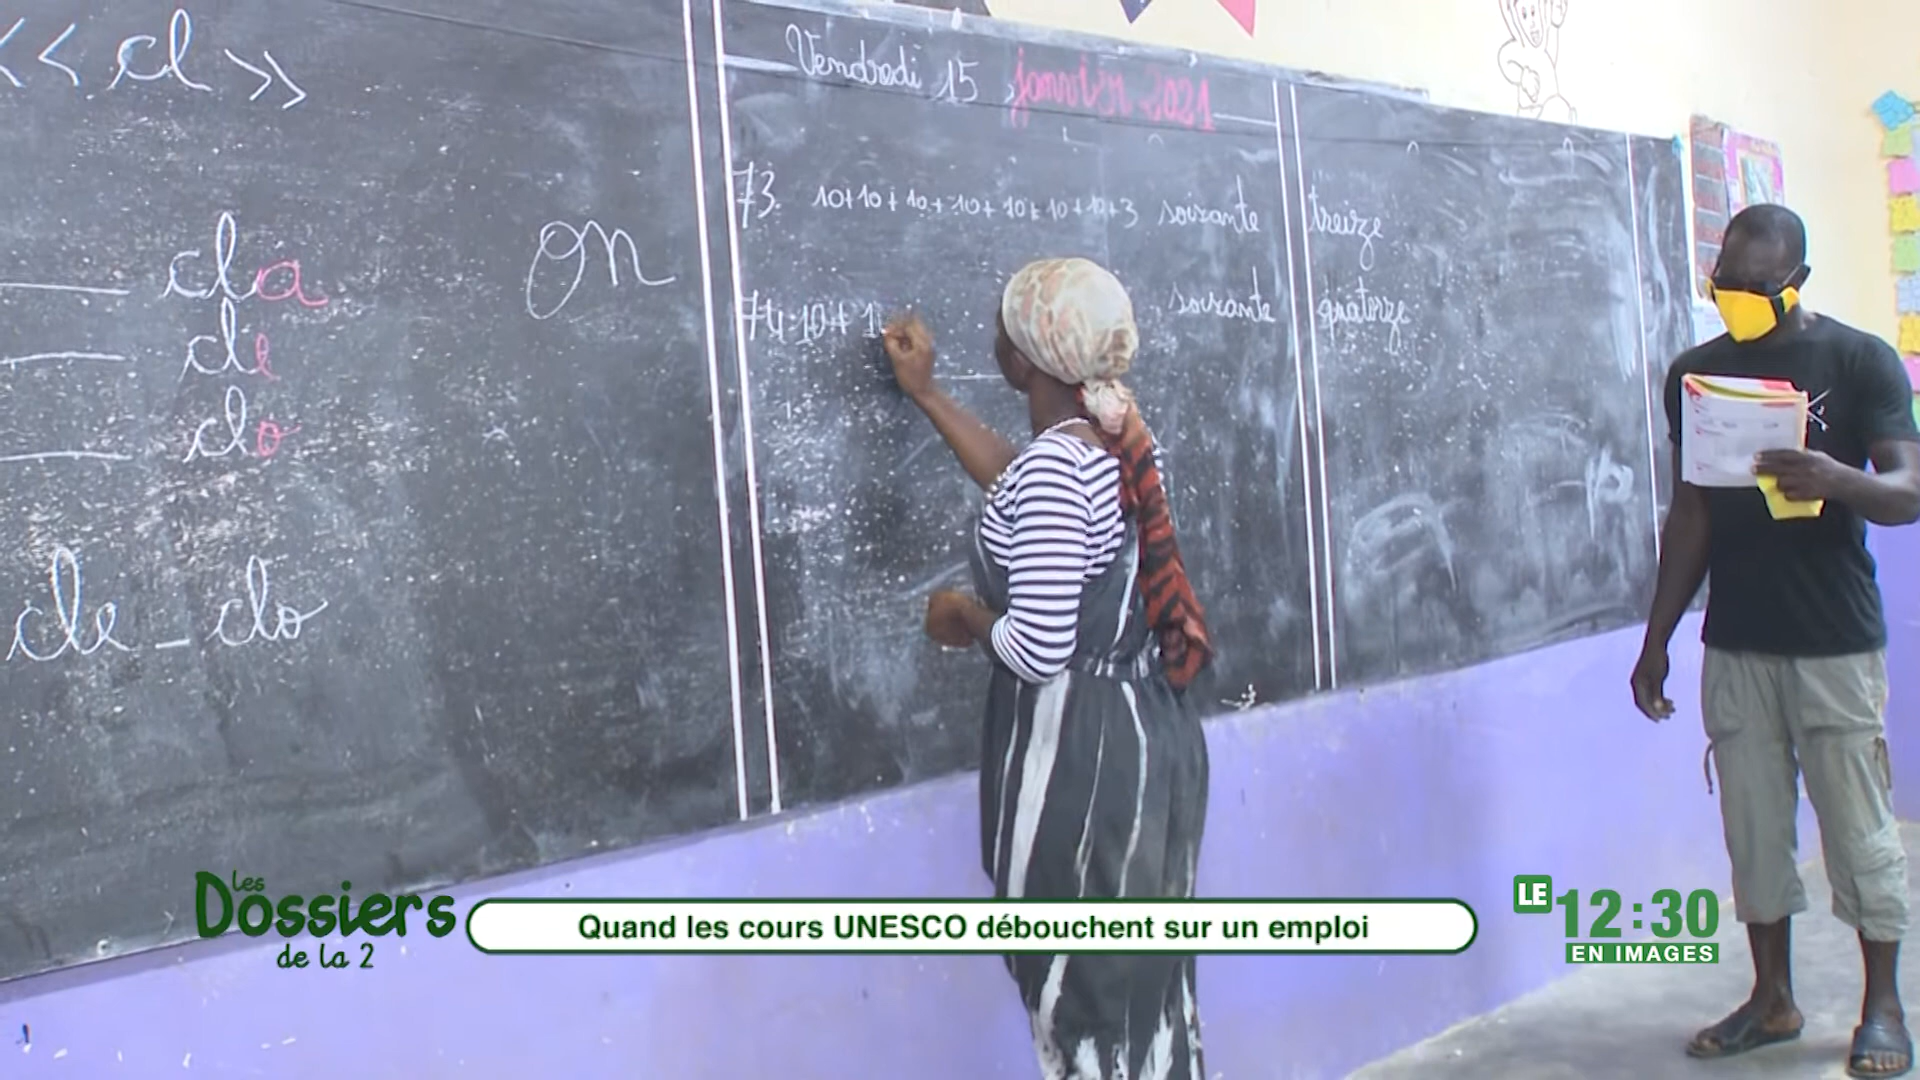 << cl >>
cla
cle
clo
cle - clo
on
Vendredi 15 janvier 2021
73. 10+10+10+10+10+10+10+3 soixante treize
74. 10+ 1 soixante quatorze
Les Dossiers de la 2
Quand les cours UNESCO débouchent sur un emploi
LE 12:30
EN IMAGES